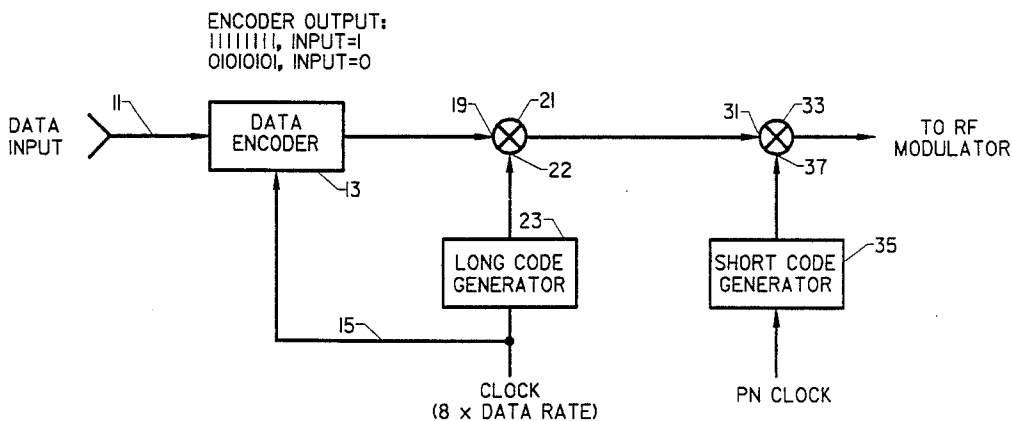 ENCODER OUTPUT:
11111111, INPUT=1
01010101, INPUT=0
DATA
INPUT
11
DATA
ENCODER
13
19
21
22
31
33
37
TO RF
MODULATOR
23
LONG CODE
GENERATOR
SHORT CODE
GENERATOR
35
15
CLOCK
(8 x DATA RATE)
PN CLOCK